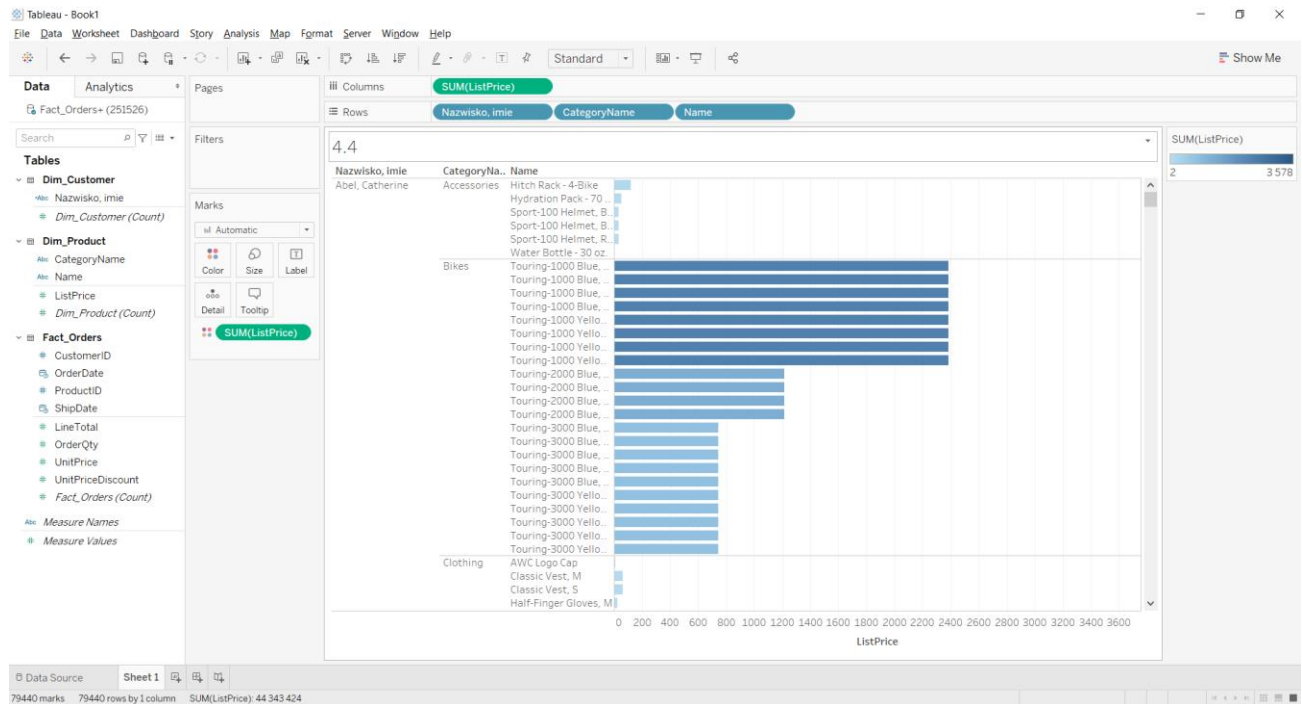 Tableau - Book1
File Data Worksheet Dashboard Story Analysis Map Format Server Window Help
Standard
Show Me
Data Analytics
Fact_Orders+ (251526)
Search
Tables
Dim_Customer
Abc Nazwisko, imie
# Dim_Customer (Count)
Dim_Product
Abc CategoryName
Abc Name
# ListPrice
# Dim_Product (Count)
Fact_Orders
# CustomerID
OrderDate
# ProductID
ShipDate
# LineTotal
# OrderQty
# UnitPrice
# UnitPriceDiscount
# Fact_Orders (Count)
Abc Measure Names
# Measure Values
Pages
Filters
Marks
Automatic
Color Size Label
Detail Tooltip
SUM(ListPrice)
Columns SUM(ListPrice)
Rows Nazwisko, imie CategoryName Name
4.4
Nazwisko, imie CategoryNa.. Name
Abel, Catherine Accessories Hitch Rack - 4-Bike
Hydration Pack - 70 ..
Sport-100 Helmet, B..
Sport-100 Helmet, B..
Sport-100 Helmet, R..
Water Bottle - 30 oz.
Bikes Touring-1000 Blue, ..
Touring-1000 Blue, ..
Touring-1000 Blue, ..
Touring-1000 Blue, ..
Touring-1000 Yello..
Touring-1000 Yello..
Touring-1000 Yello..
Touring-1000 Yello..
Touring-2000 Blue, ..
Touring-2000 Blue, ..
Touring-2000 Blue, ..
Touring-2000 Blue, ..
Touring-3000 Blue, ..
Touring-3000 Blue, ..
Touring-3000 Blue, ..
Touring-3000 Blue, ..
Touring-3000 Blue, ..
Touring-3000 Yello..
Touring-3000 Yello..
Touring-3000 Yello..
Touring-3000 Yello..
Touring-3000 Yello..
Clothing AWC Logo Cap
Classic Vest, M
Classic Vest, S
Half-Finger Gloves, M
0 200 400 600 800 1000 1200 1400 1600 1800 2000 2200 2400 2600 2800 3000 3200 3400 3600
ListPrice
SUM(ListPrice)
2 3 578
Data Source Sheet 1
79440 marks 79440 rows by 1 column SUM(ListPrice): 44 343 424